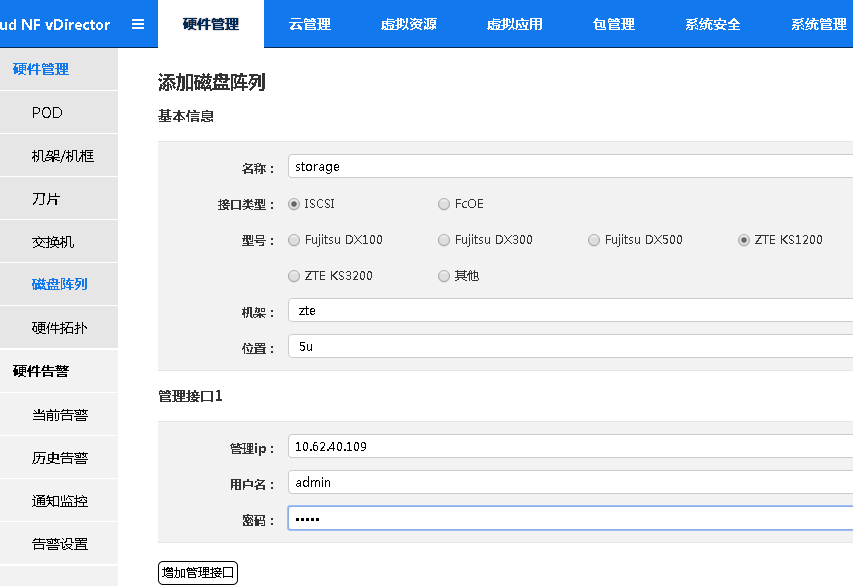 ud NF vDirector 硬件管理 云管理 虚拟资源 虚拟应用 包管理 系统安全 系统管理
硬件管理
POD
机架/机框
刀片
交换机
磁盘阵列
硬件拓扑
硬件告警
当前告警
历史告警
通知监控
告警设置
添加磁盘阵列
基本信息
名称： storage
接口类型： ISCSI FcOE
型号： Fujitsu DX100 Fujitsu DX300 Fujitsu DX500 ZTE KS1200
ZTE KS3200 其他
机架： zte
位置： 5u
管理接口1
管理ip： 10.62.40.109
用户名： admin
密码： •••••
增加管理接口